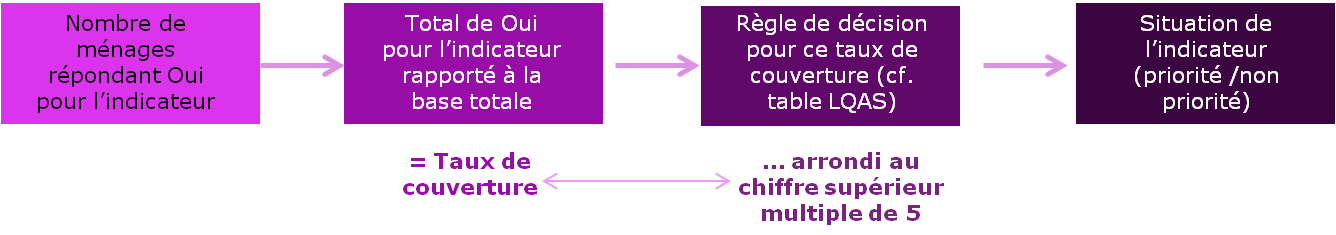 Nombre de
ménages
répondant Oui
pour l’indicateur
Total de Oui
pour l’indicateur
rapporté à la
base totale
Règle de décision
pour ce taux de
couverture (cf.
table LQAS)
Situation de
l’indicateur
(priorité /non
priorité)
= Taux de
couverture
... arrondi au
chiffre supérieur
multiple de 5